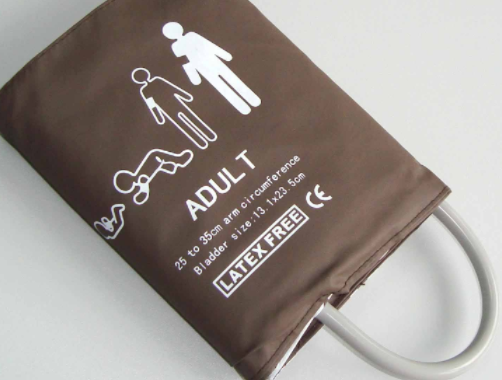 ADULT
25 to 35cm arm circumference
Bladder size:13.1x23.5cm
LATEX FREE CE